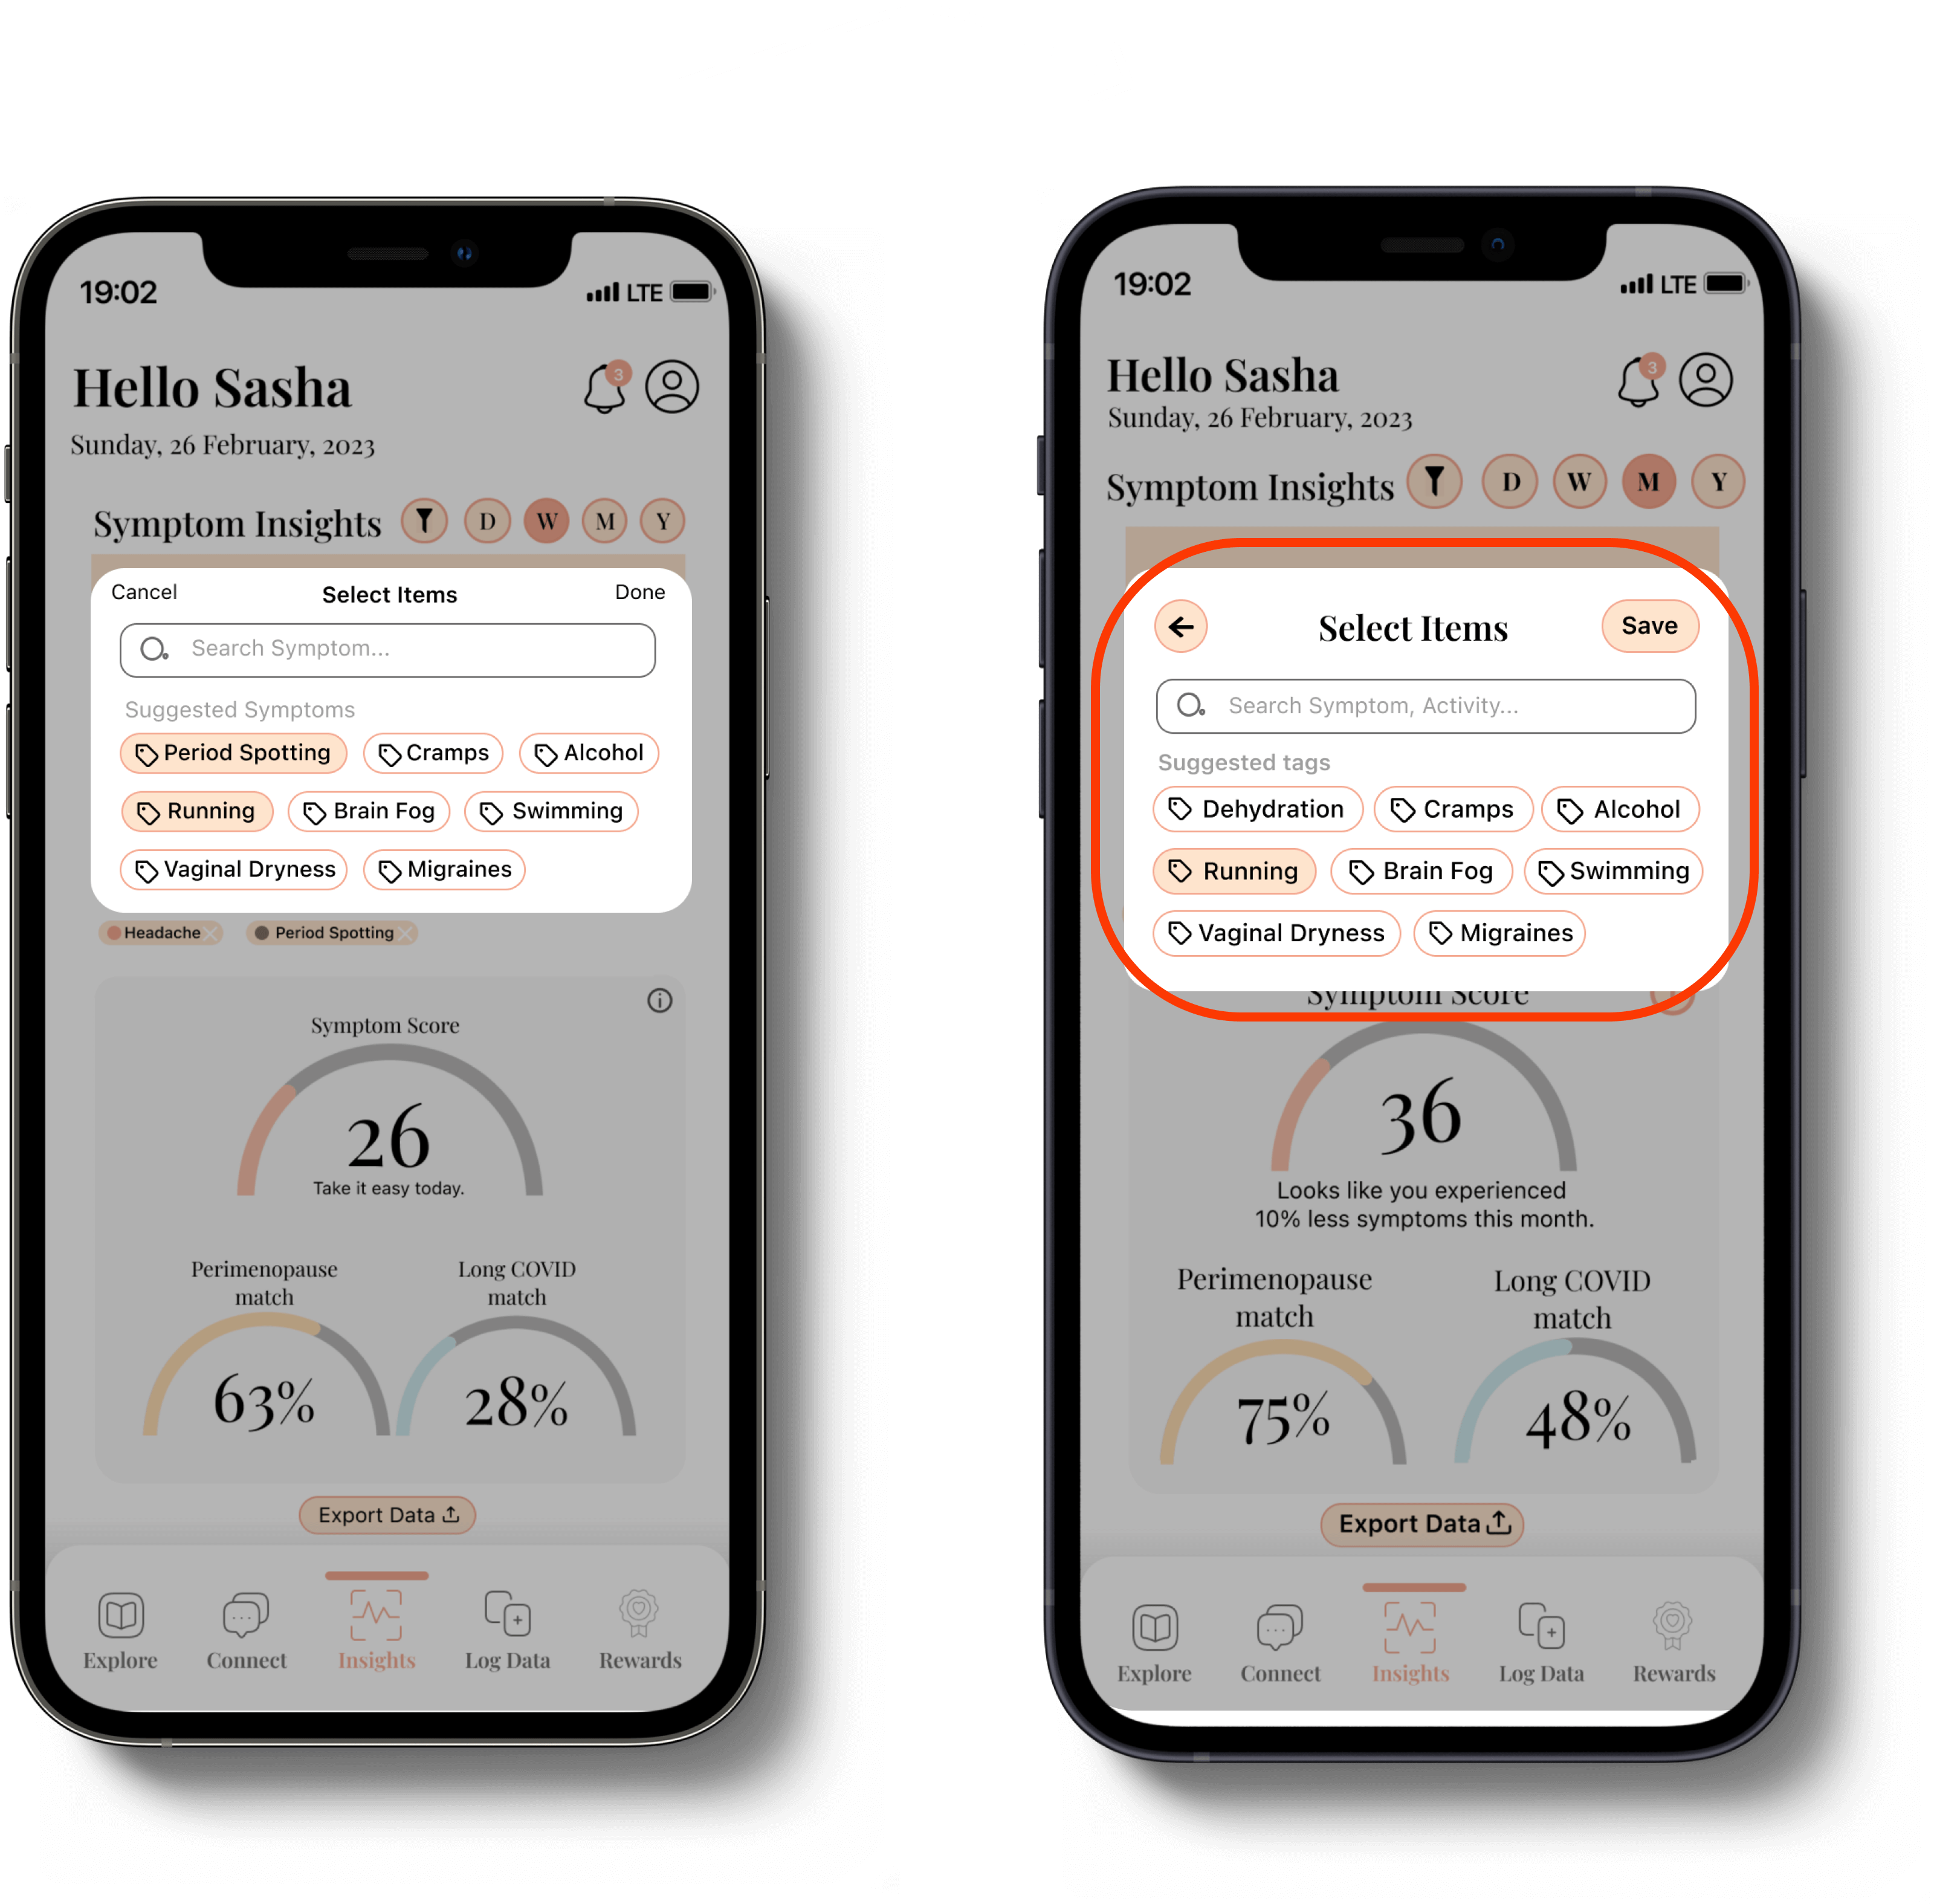 19:02 LTE
Hello Sasha 3
Sunday, 26 February, 2023
Symptom Insights D W M Y
Cancel Select Items Done
Search Symptom...
Suggested Symptoms
Period Spotting Cramps Alcohol
Running Brain Fog Swimming
Vaginal Dryness Migraines
Headache Period Spotting
Symptom Score
26
Take it easy today.
Perimenopause
match
Long COVID
match
63% 28%
Export Data
Explore Connect Insights Log Data Rewards
19:02 LTE
Hello Sasha 3
Sunday, 26 February, 2023
Symptom Insights D W M Y
Select Items Save
Search Symptom, Activity...
Suggested tags
Dehydration Cramps Alcohol
Running Brain Fog Swimming
Vaginal Dryness Migraines
Symptom Score
36
Looks like you experienced
10% less symptoms this month.
Perimenopause
match
Long COVID
match
75% 48%
Export Data
Explore Connect Insights Log Data Rewards